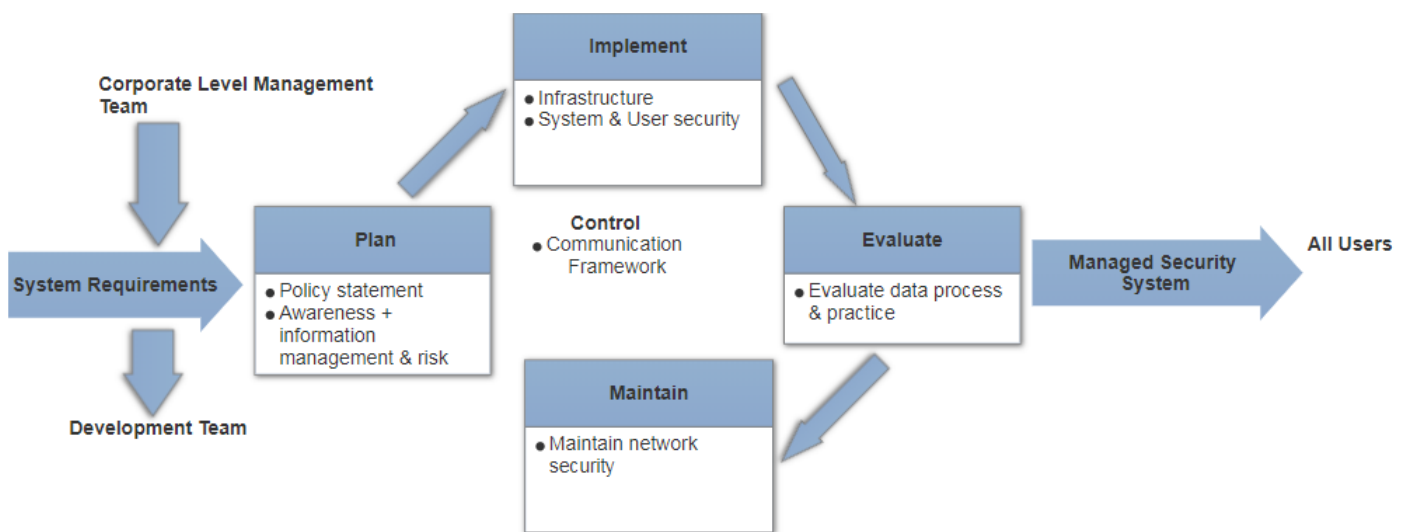 Implement
● Infrastructure
● System & User security
Corporate Level Management
Team
System Requirements
Development Team
Plan
● Policy statement
● Awareness +
information
management & risk
Control
● Communication
Framework
Evaluate
● Evaluate data process
& practice
Maintain
● Maintain network
security
Managed Security
System
All Users